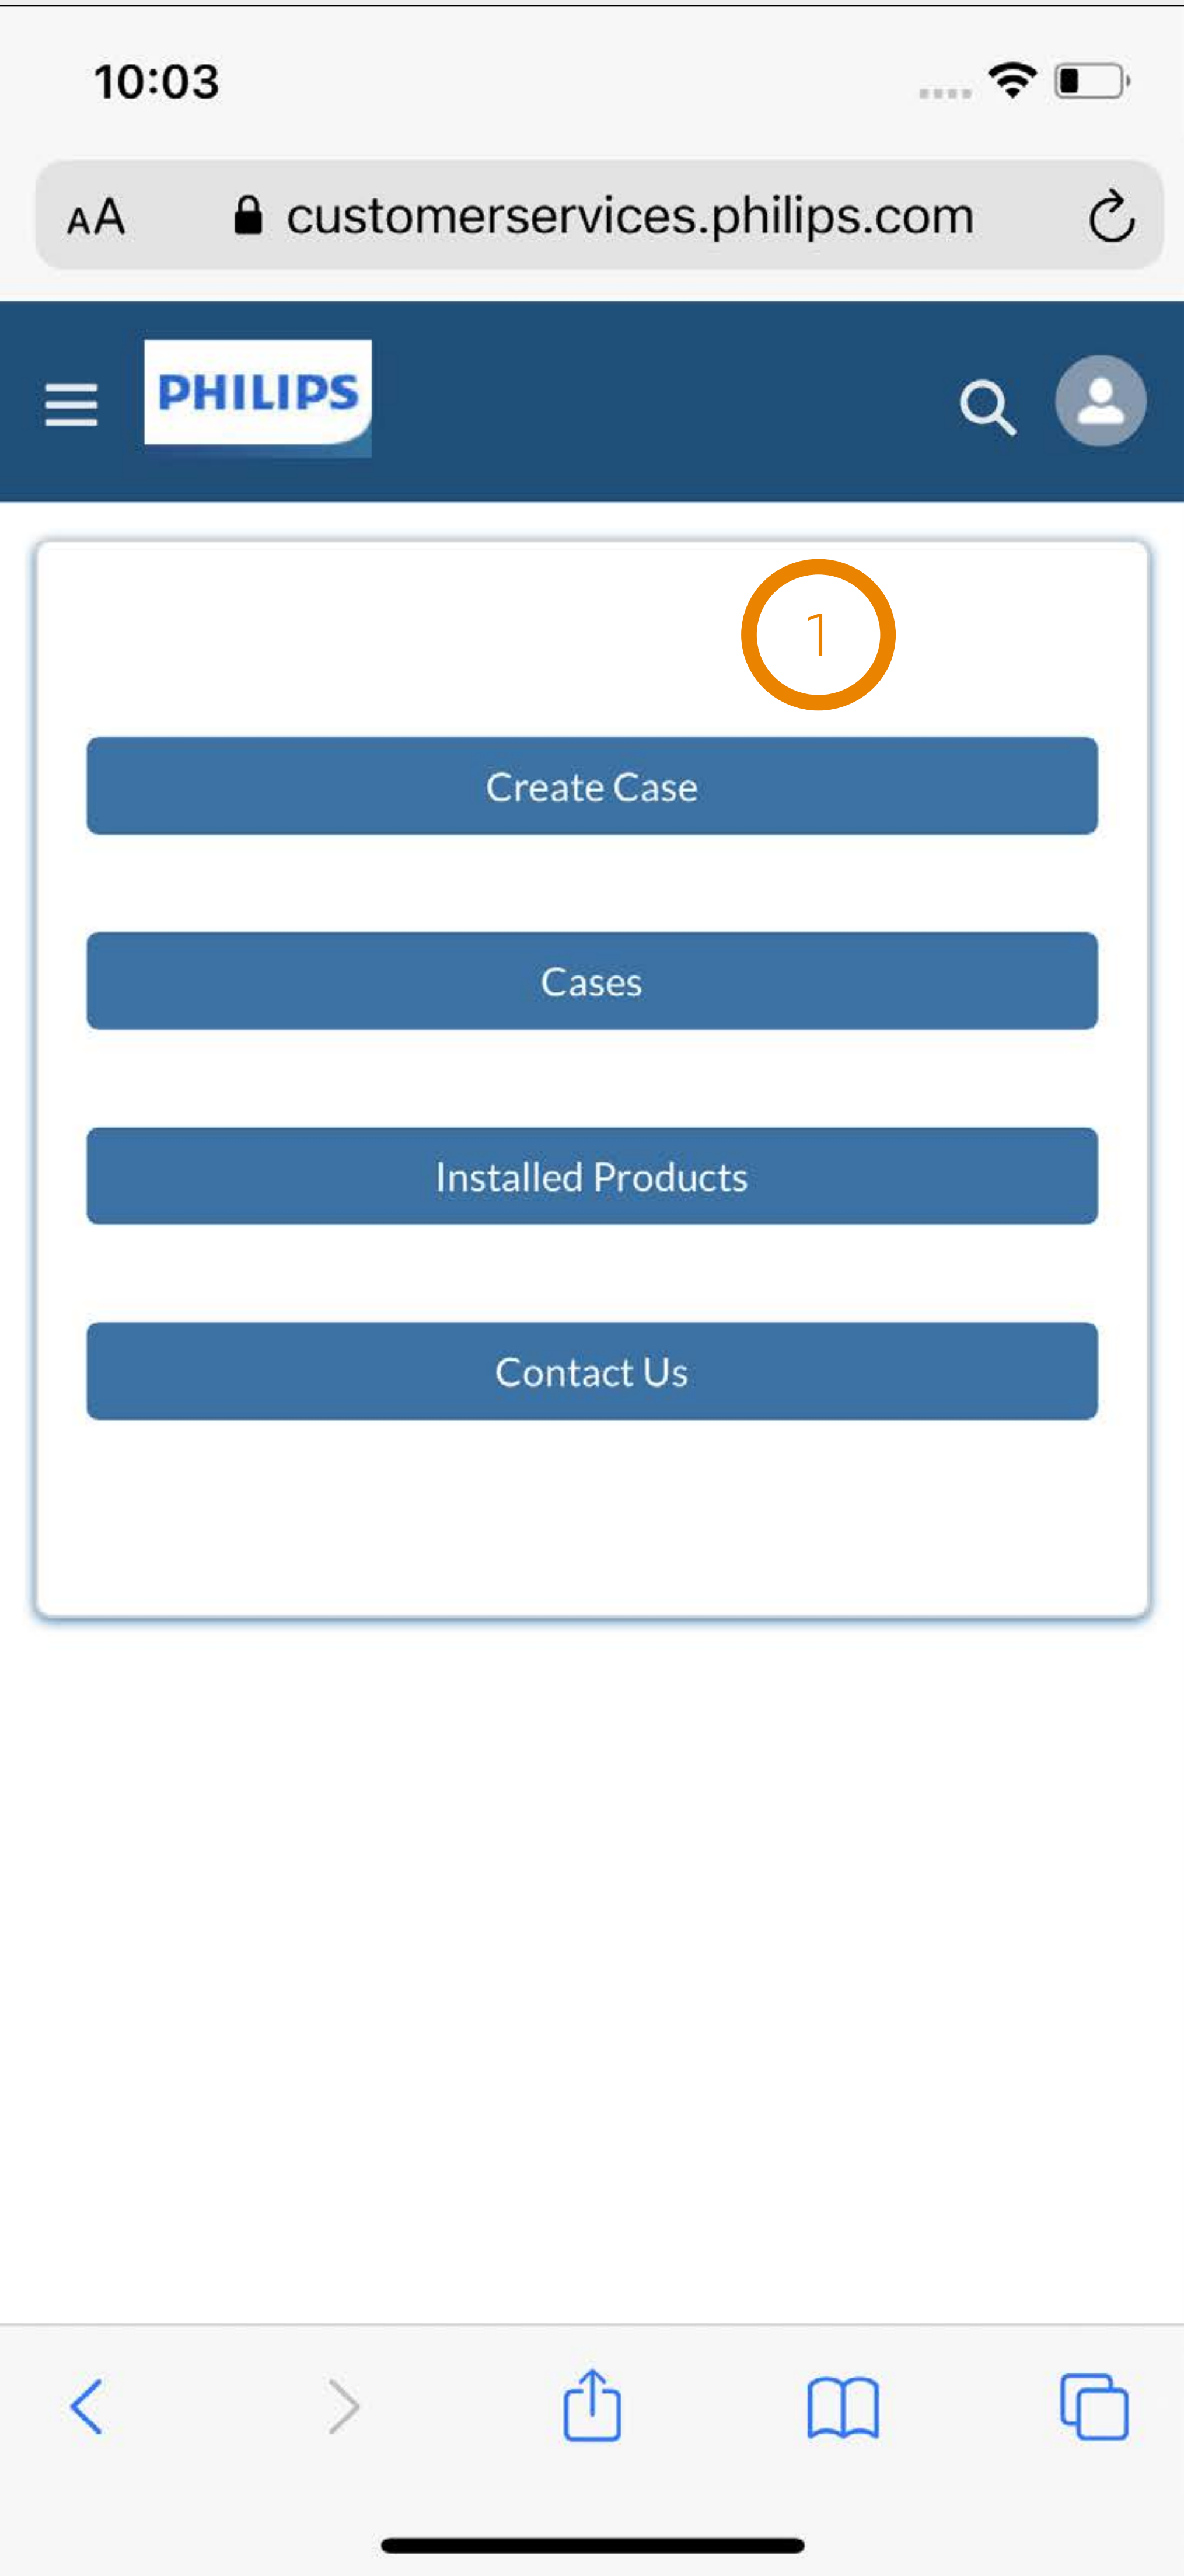 10:03
AA customerservices.philips.com
PHILIPS
1
Create Case
Cases
Installed Products
Contact Us